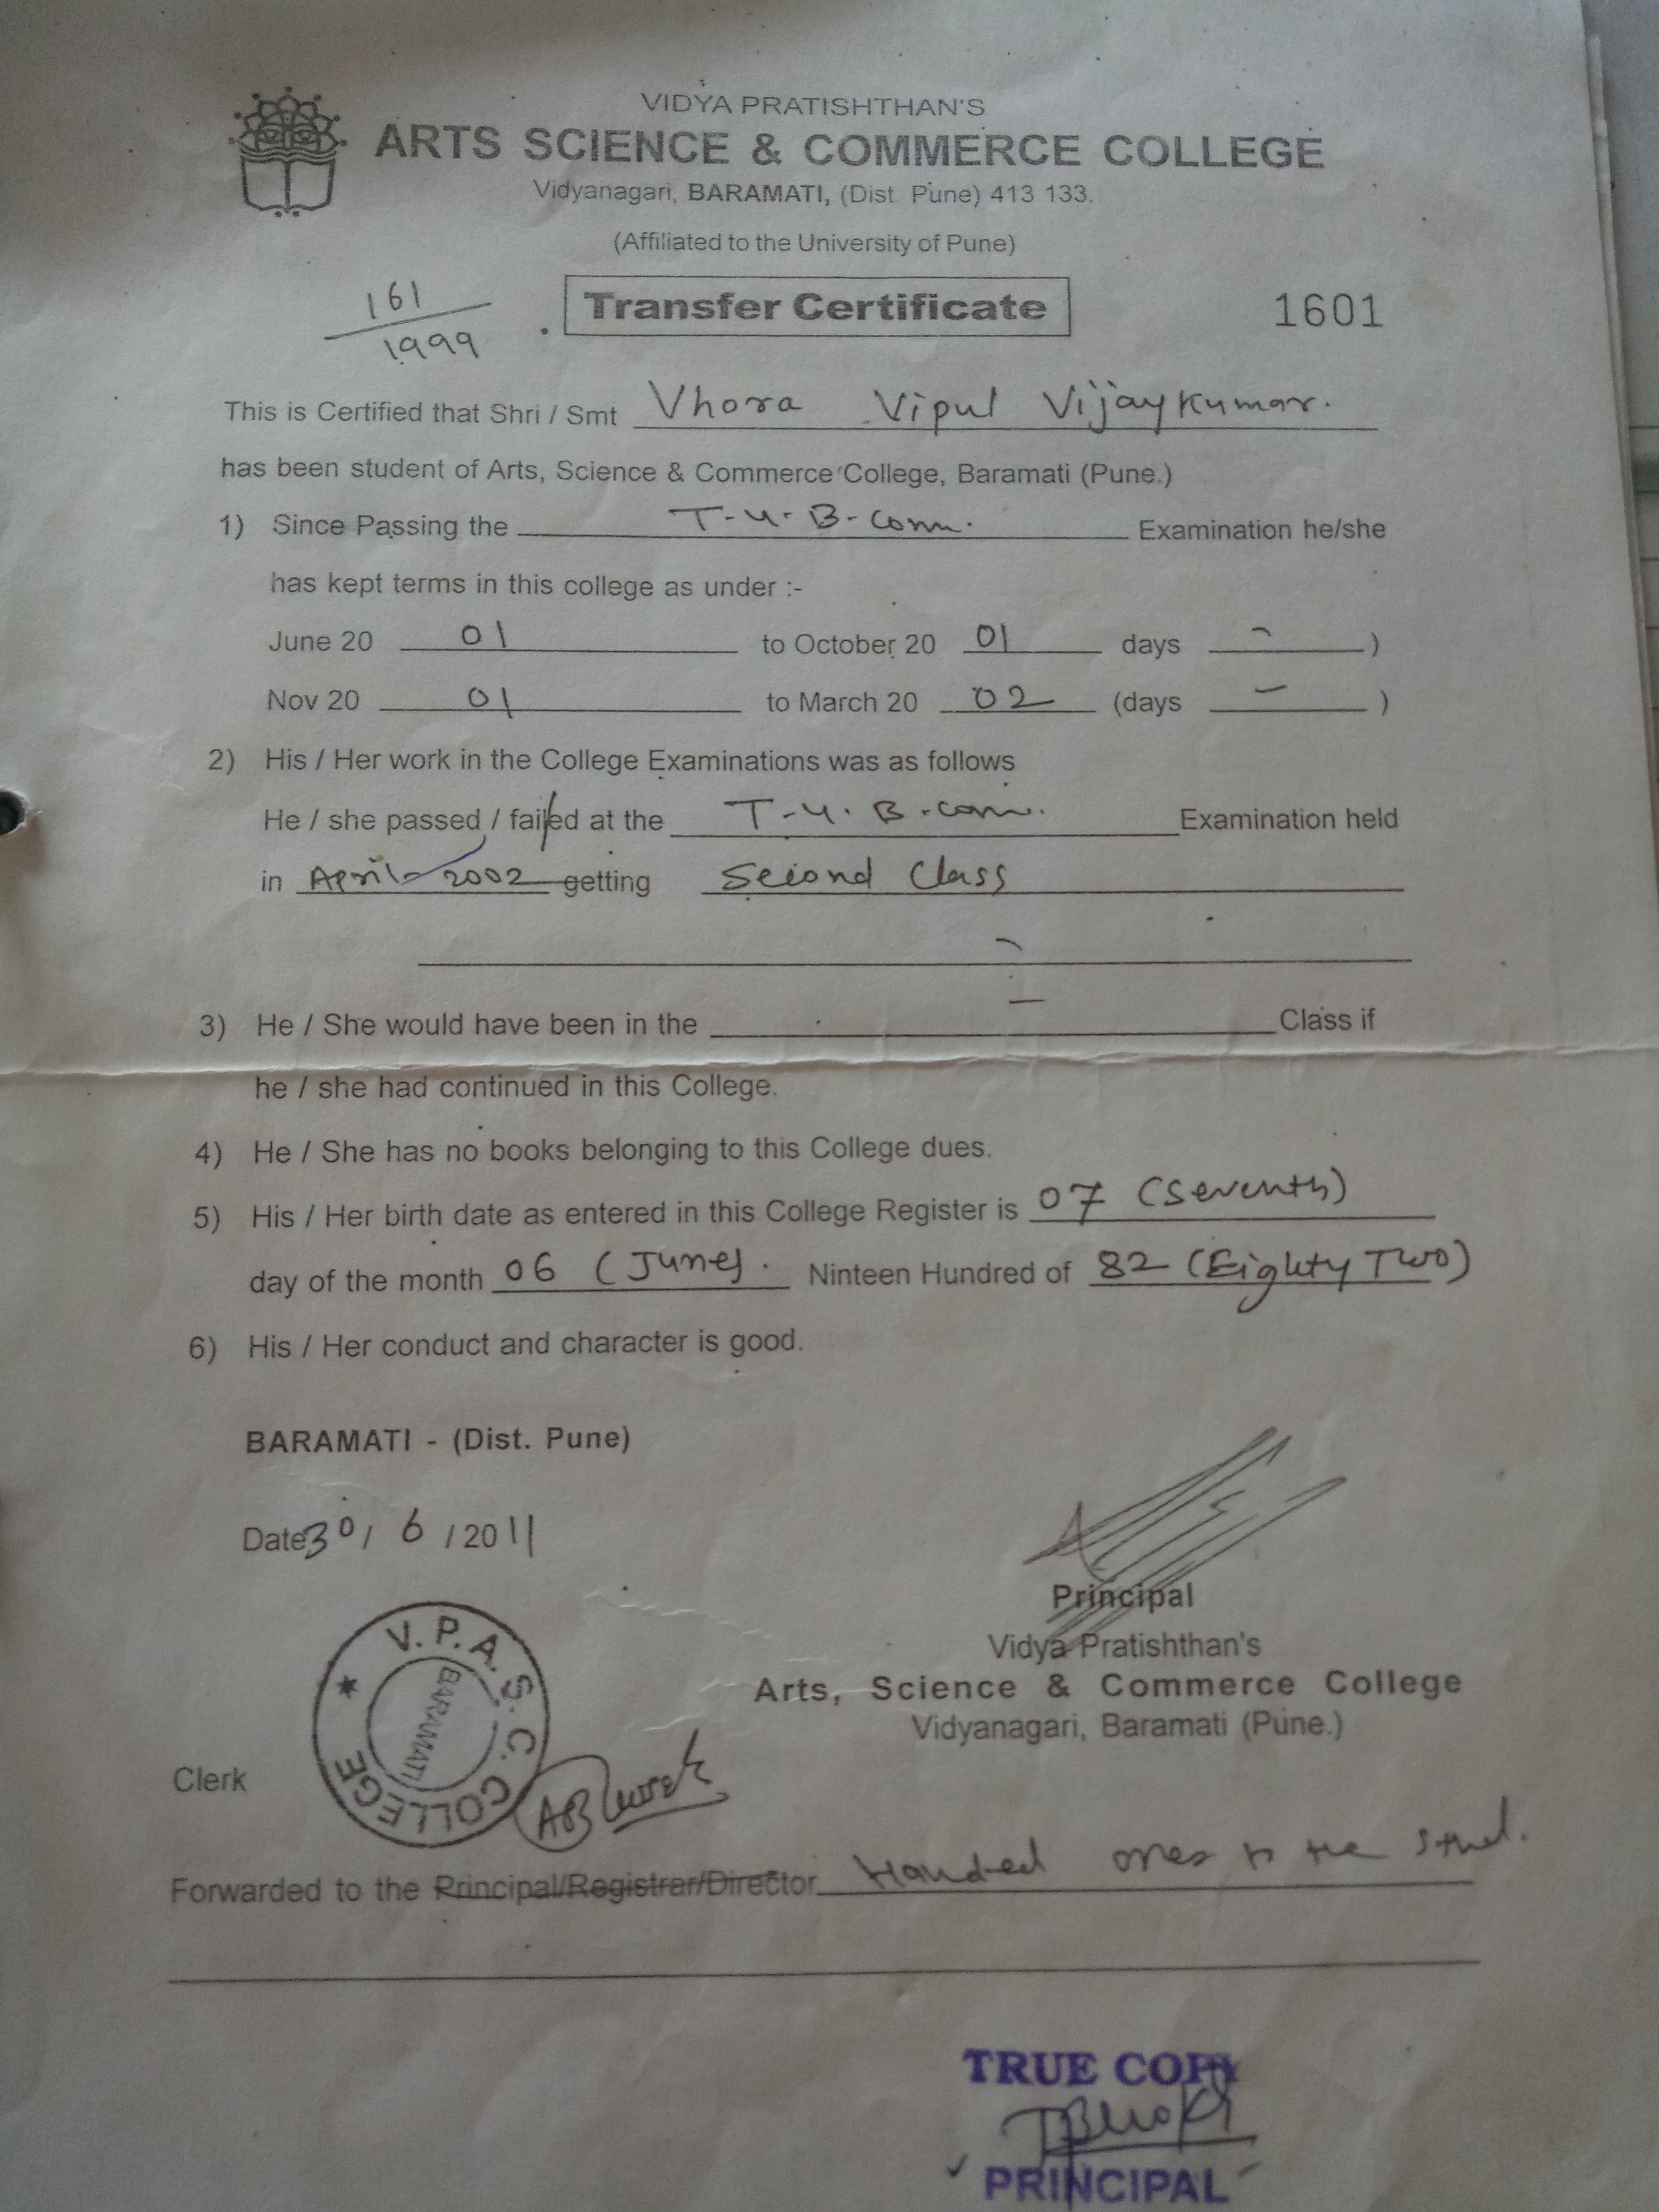 VIDYA PRATISHTHAN'S
ARTS SCIENCE & COMMERCE COLLEGE
Vidyanagari, BARAMATI, (Dist. Pune) 413 133.
(Affiliated to the University of Pune)
161
1999
Transfer Certificate
1601
This is Certified that Shri / Smt Vhora Vipul Vijaykumar.
has been student of Arts, Science & Commerce College, Baramati (Pune.)
1) Since Passing the T-Y-B-Com. Examination he/she
has kept terms in this college as under :-
June 20 01 to October 20 01 days - )
Nov 20 01 to March 20 02 (days - )
2) His / Her work in the College Examinations was as follows
He / she passed / failed at the T-Y. B-com. Examination held
in April-2002 getting Second Class
-
3) He / She would have been in the - Class if
he / she had continued in this College.
4) He / She has no books belonging to this College dues.
5) His / Her birth date as entered in this College Register is 07 (Seventh)
day of the month 06 (June). Ninteen Hundred of 82 (Eighty Two)
6) His / Her conduct and character is good.
BARAMATI - (Dist. Pune)
Date 30 / 6 / 2011
Principal
Vidya Pratishthan's
Arts, Science & Commerce College
Vidyanagari, Baramati (Pune.)
V. P. A. S. C. COLLEGE
BARAMATI
Clerk
Forwarded to the Principal/Registrar/Director Handed over to the stud.
TRUE COPY
PRINCIPAL